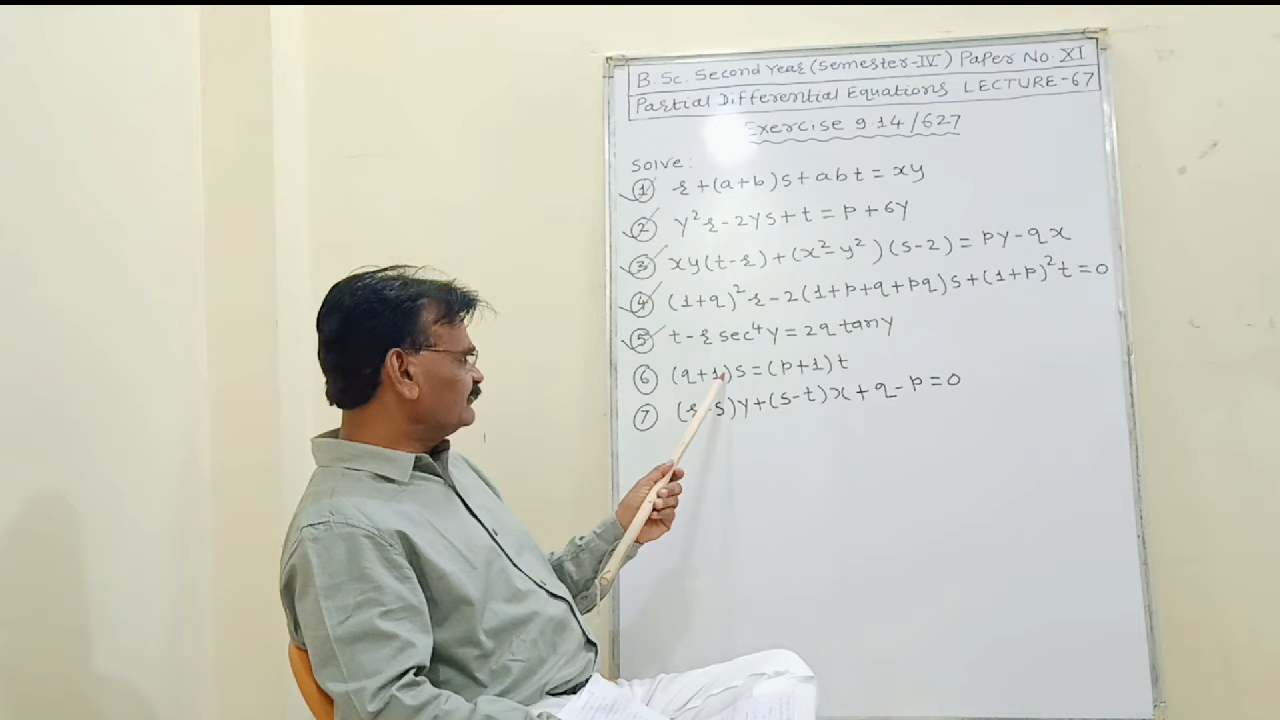 B.Sc. Second Year (Semester-IV) Paper No. XI
Partial Differential Equations LECTURE-67
Exercise 9 14/627
Solve:
① r+(a+b)s+abt=xy
② y²r-2ys+t=p+6y
③ xy(t-r)+(x²-y²)(s-2)=py-qx
④ (1+q)²r-2(1+p+q+pq)s+(1+p)²t=0
⑤ t-r sec⁴y=2q tany
⑥ (q+1)s=(p+1)t
⑦ (r-s)y+(s-t)x+q-p=0